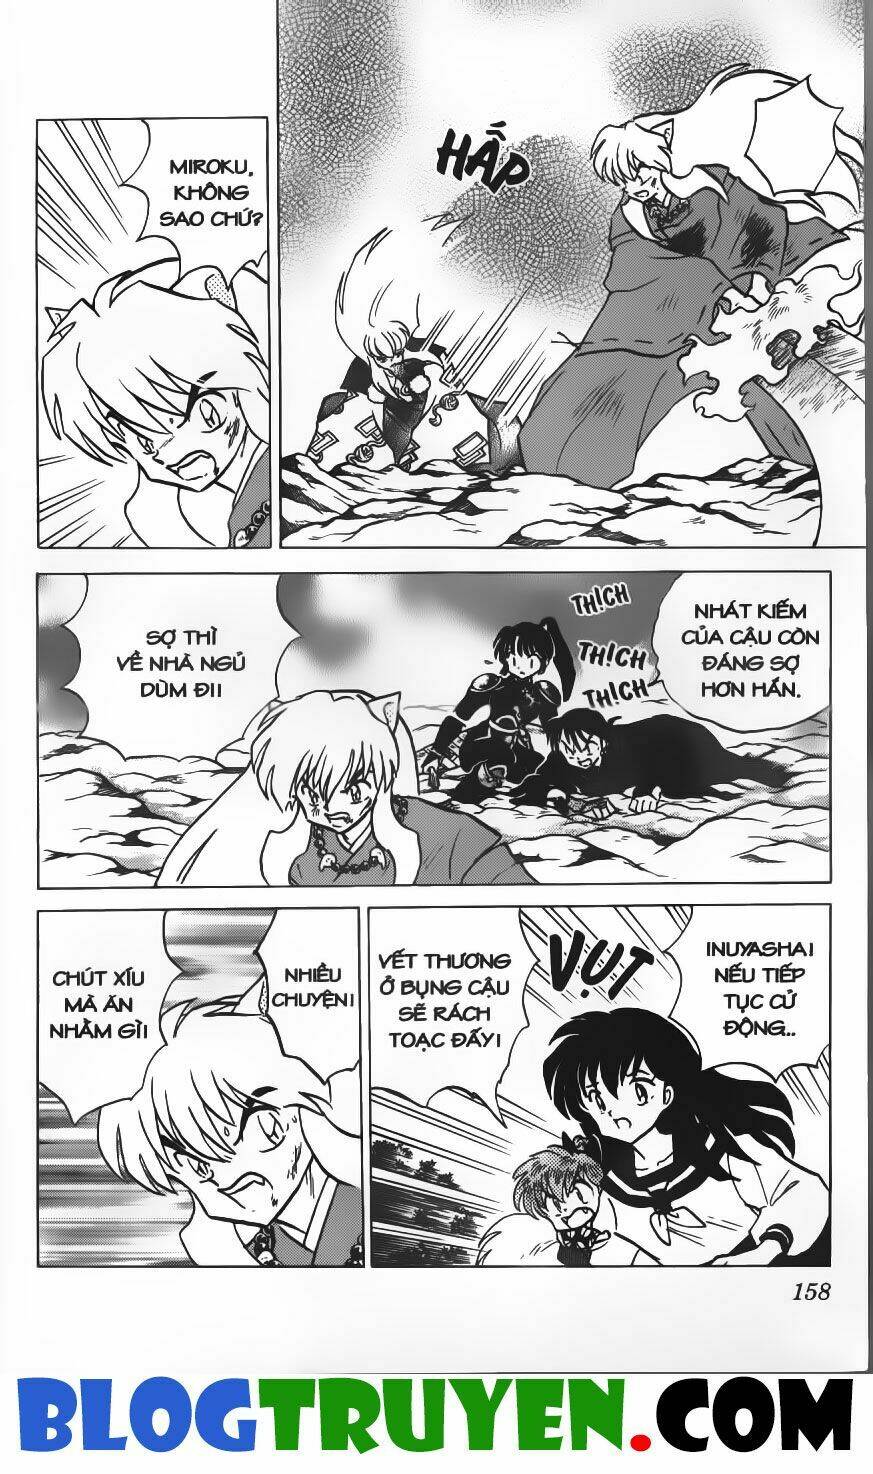 HẤP
MIROKU,
KHÔNG
SAO CHỨ?
NHÁT KIẾM
CỦA CẬU CÒN
ĐÁNG SỢ
HƠN HẮN.
THỊCH
THỊCH
THỊCH
SỢ THÌ
VỀ NHÀ NGỦ
DÙM ĐI!
INUYASHA!
NẾU TIẾP
TỤC CỬ
ĐỘNG..
VỤT
VẾT THƯƠNG
Ở BỤNG CẬU
SẼ RÁCH
TOẠC ĐẤY!
NHIỀU
CHUYỆN!
CHÚT XÍU
MÀ ĂN
NHẰM GÌ!
158
BLOGTRUYEN.COM